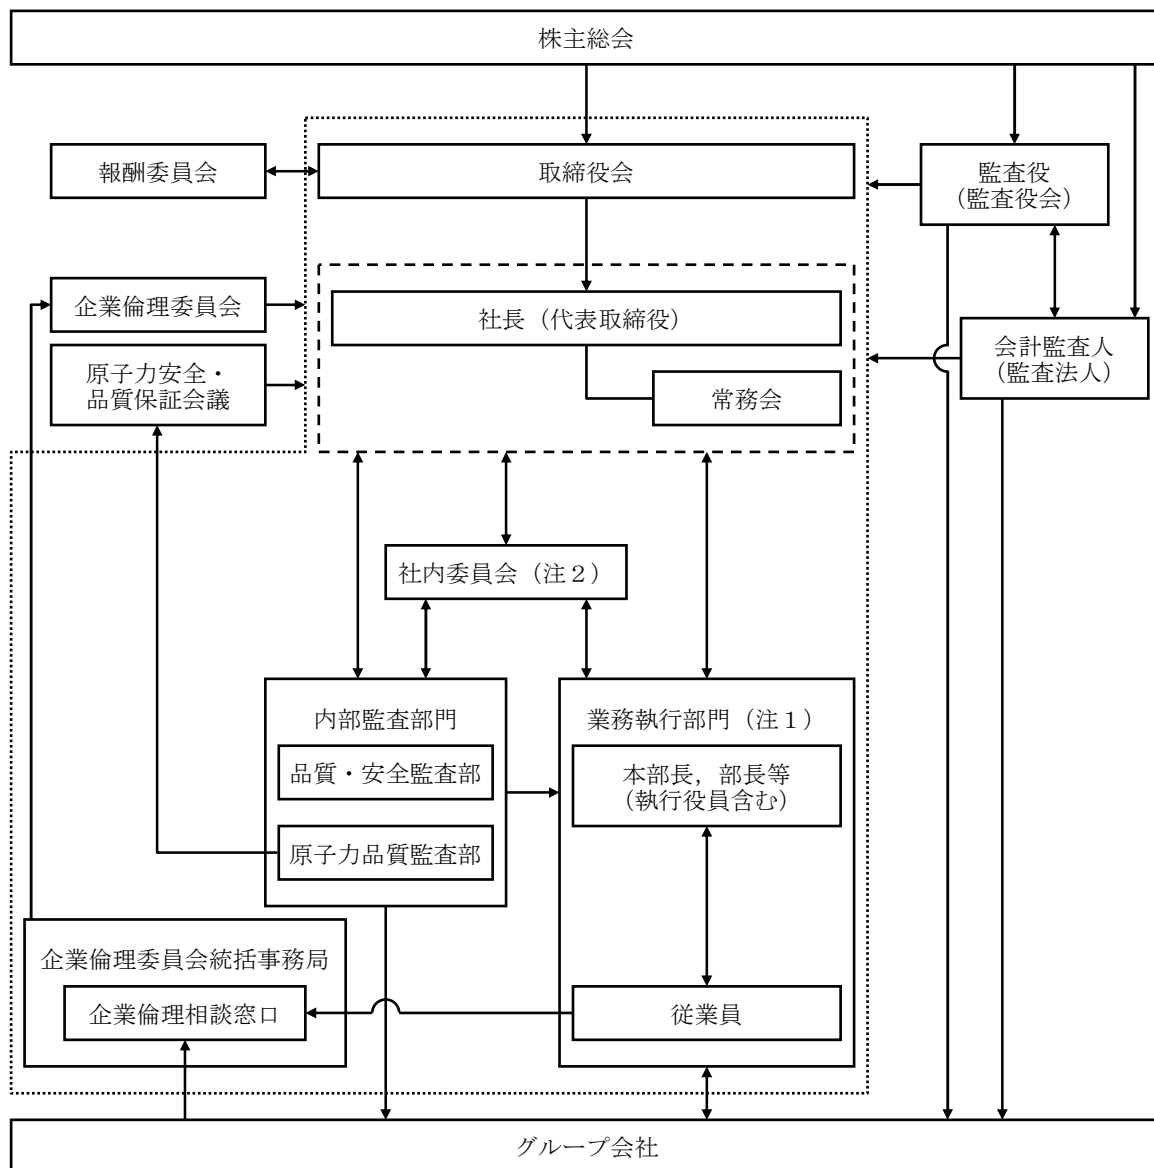 株主総会
報酬委員会
取締役会
監査役
(監査役会)
企業倫理委員会
社長(代表取締役)
原子力安全・
品質保証会議
常務会
会計監査人
(監査法人)
社内委員会(注2)
内部監査部門
品質・安全監査部
原子力品質監査部
業務執行部門(注1)
本部長,部長等
(執行役員含む)
企業倫理委員会統括事務局
企業倫理相談窓口
従業員
グループ会社